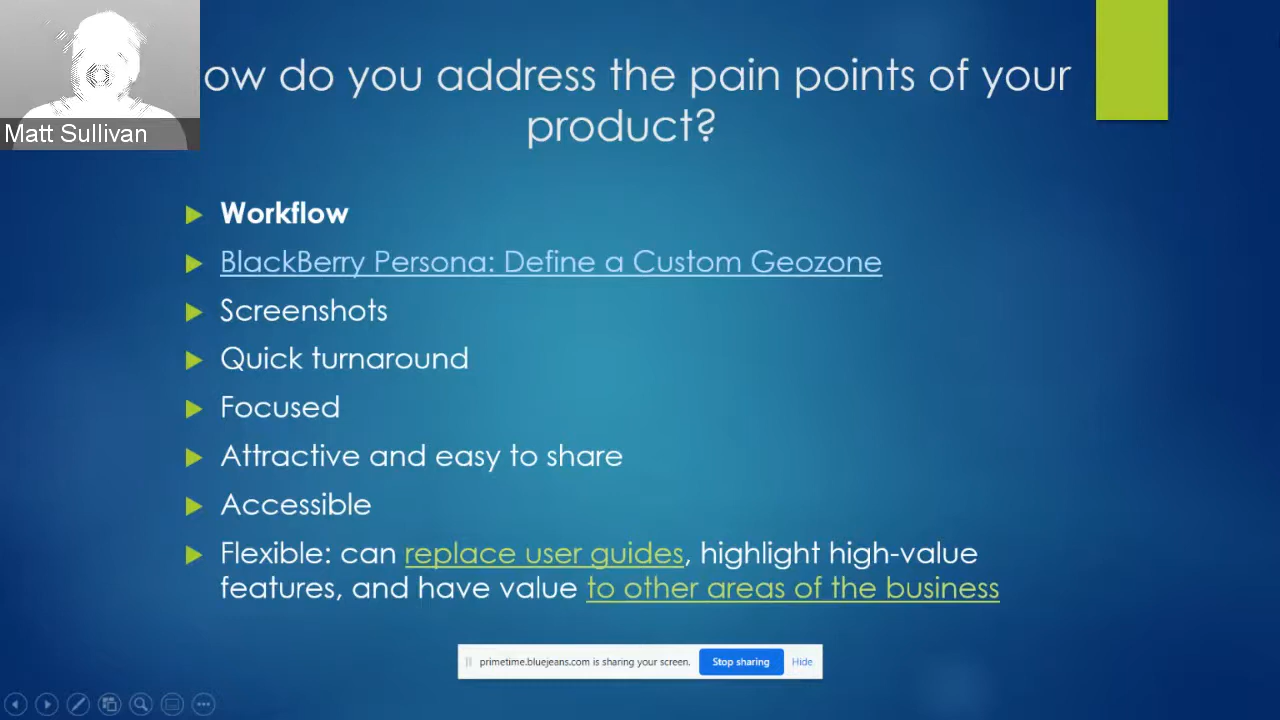 ow do you address the pain points of your
product?
Matt Sullivan
Workflow
BlackBerry Persona: Define a Custom Geozone
Screenshots
Quick turnaround
Focused
Attractive and easy to share
Accessible
Flexible: can replace user guides, highlight high-value
features, and have value to other areas of the business
primetime.bluejeans.com is sharing your screen. Stop sharing Hide